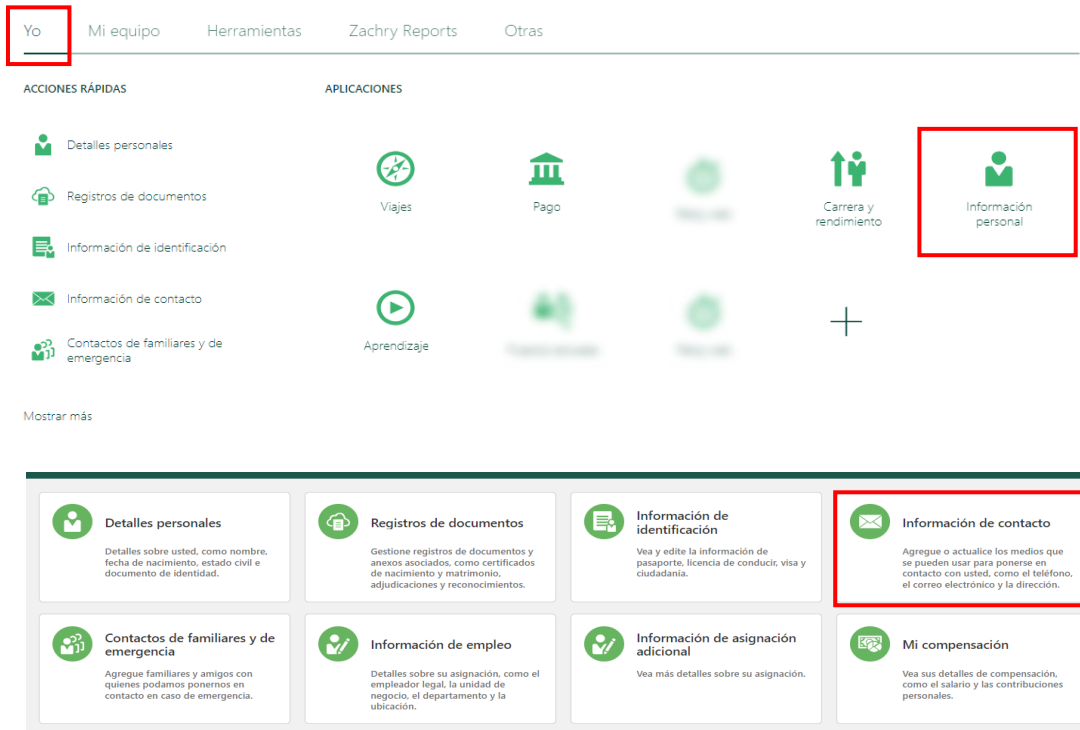 Yo
Mi equipo
Herramientas
Zachry Reports
Otras
ACCIONES RÁPIDAS
APLICACIONES
Detalles personales
Registros de documentos
Información de identificación
Información de contacto
Contactos de familiares y de
emergencia
Mostrar más
Viajes
Pago
Carrera y
rendimiento
Información
personal
Aprendizaje
Detalles personales
Detalles sobre usted, como nombre,
fecha de nacimiento, estado civil e
documento de identidad.
Registros de documentos
Gestione registros de documentos y
anexos asociados, como certificados
de nacimiento y matrimonio,
adjudicaciones y reconocimientos.
Información de
identificación
Vea y edite la información de
pasaporte, licencia de conducir, visa y
ciudadanía.
Información de contacto
Agregue o actualice los medios que
se pueden usar para ponerse en
contacto con usted, como el teléfono,
el correo electrónico y la dirección.
Contactos de familiares y de
emergencia
Agregue familiares y amigos con
quienes podamos ponernos en
contacto en caso de emergencia.
Información de empleo
Detalles sobre su asignación, como el
empleador legal, la unidad de
negocio, el departamento y la
ubicación.
Información de asignación
adicional
Vea más detalles sobre su asignación.
Mi compensación
Vea sus detalles de compensación,
como el salario y las contribuciones
personales.